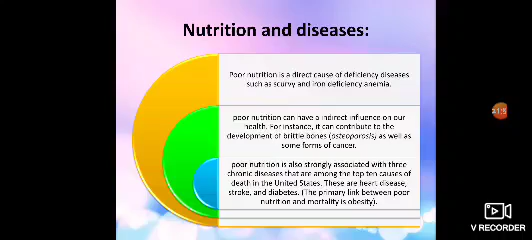 Nutrition and diseases:
Poor nutrition is a direct cause of deficiency diseases
such as scurvy and iron deficiency anemia.
poor nutrition can have a indirect influence on our
health. For instance, it can contribute to the
development of brittle bones (osteoporosis) as well as
some forms of cancer.
poor nutrition is also strongly associated with three
chronic diseases that are among the top ten causes of
death in the United States. These are heart disease,
stroke, and diabetes. (The primary link between poor
nutrition and mortality is obesity).
V RECORDER